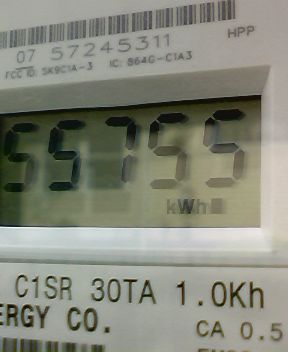 07 57245311 HPP
FCC ID: SK9C1A-3 IC: 864G-C1A3
55755
kWh
C1SR 30TA 1.0Kh
ERGY CO. CA 0.5